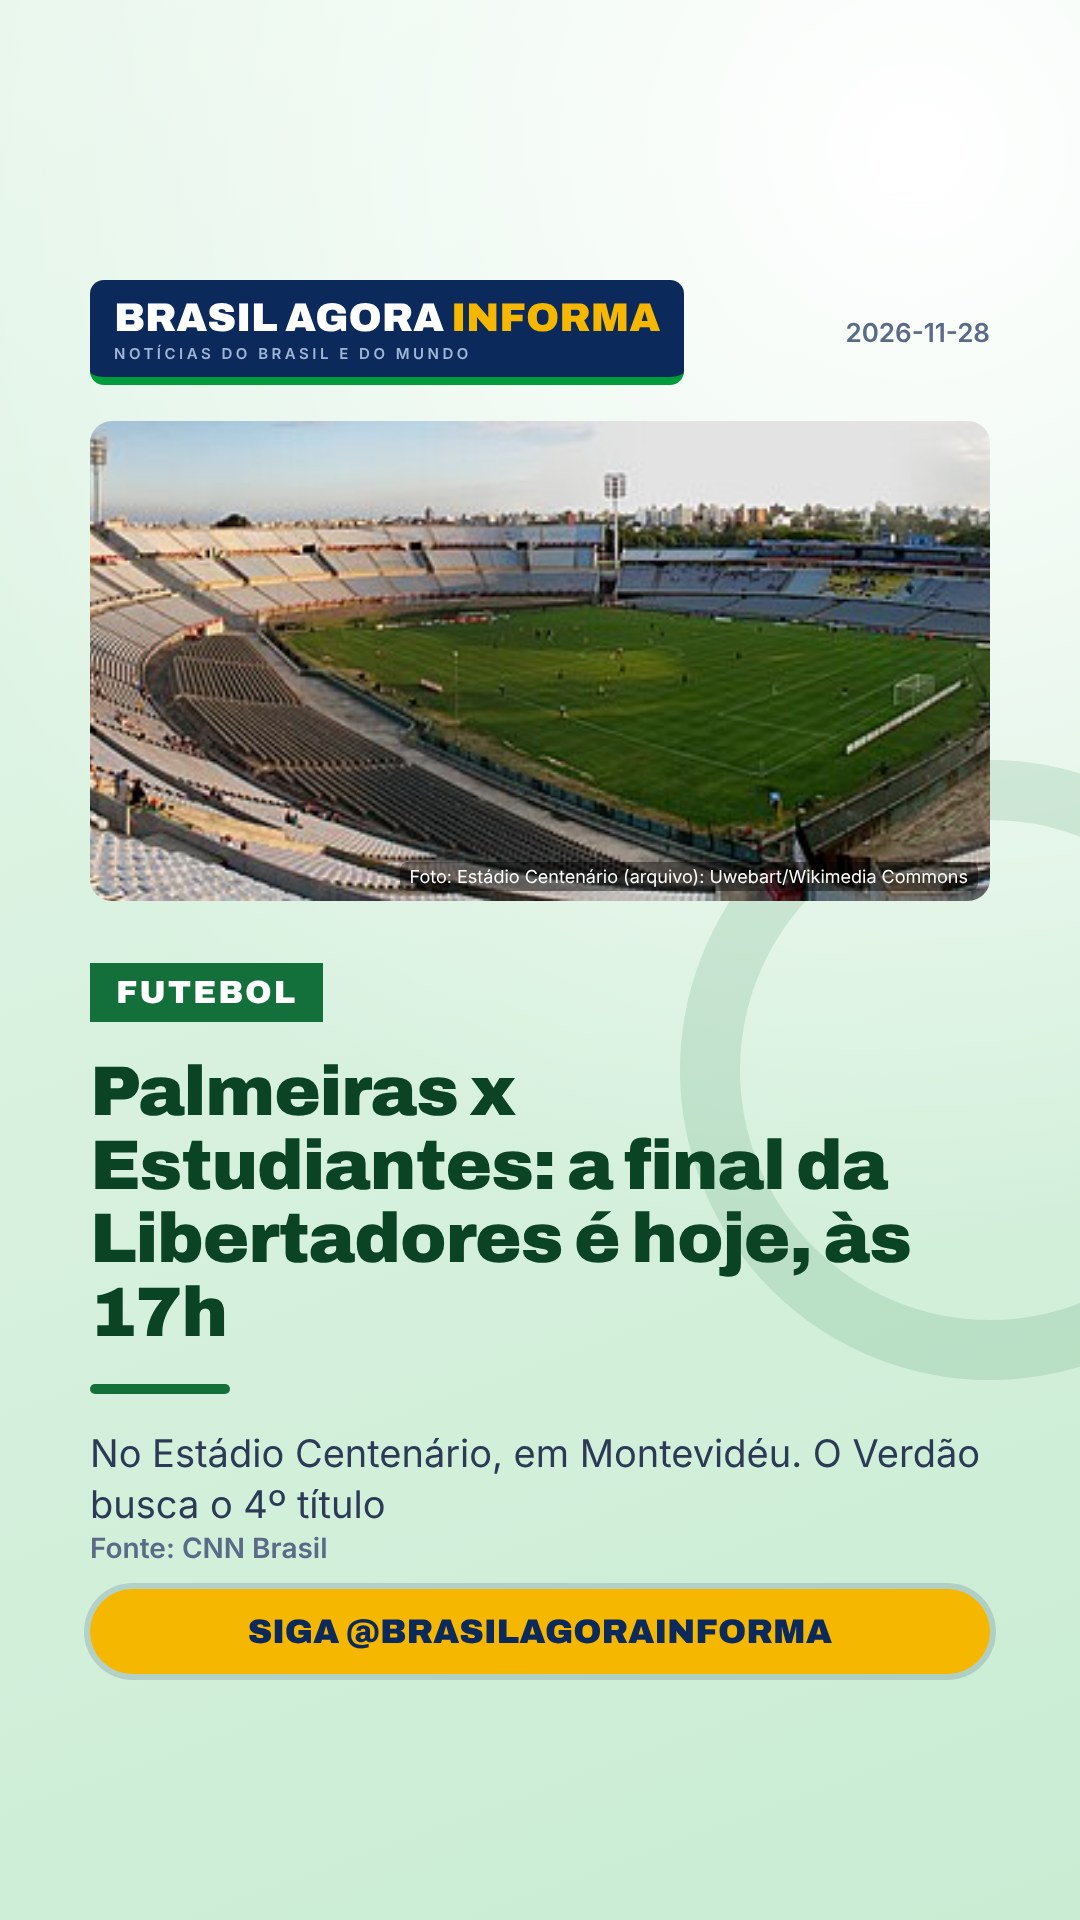 BRASIL AGORA INFORMA
NOTÍCIAS DO BRASIL E DO MUNDO
2026-11-28
Foto: Estádio Centenário (arquivo): Uwebart/Wikimedia Commons
FUTEBOL
Palmeiras x
Estudiantes: a final da
Libertadores é hoje, às
17h
No Estádio Centenário, em Montevidéu. O Verdão
busca o 4º título
Fonte: CNN Brasil
SIGA @BRASILAGORAINFORMA